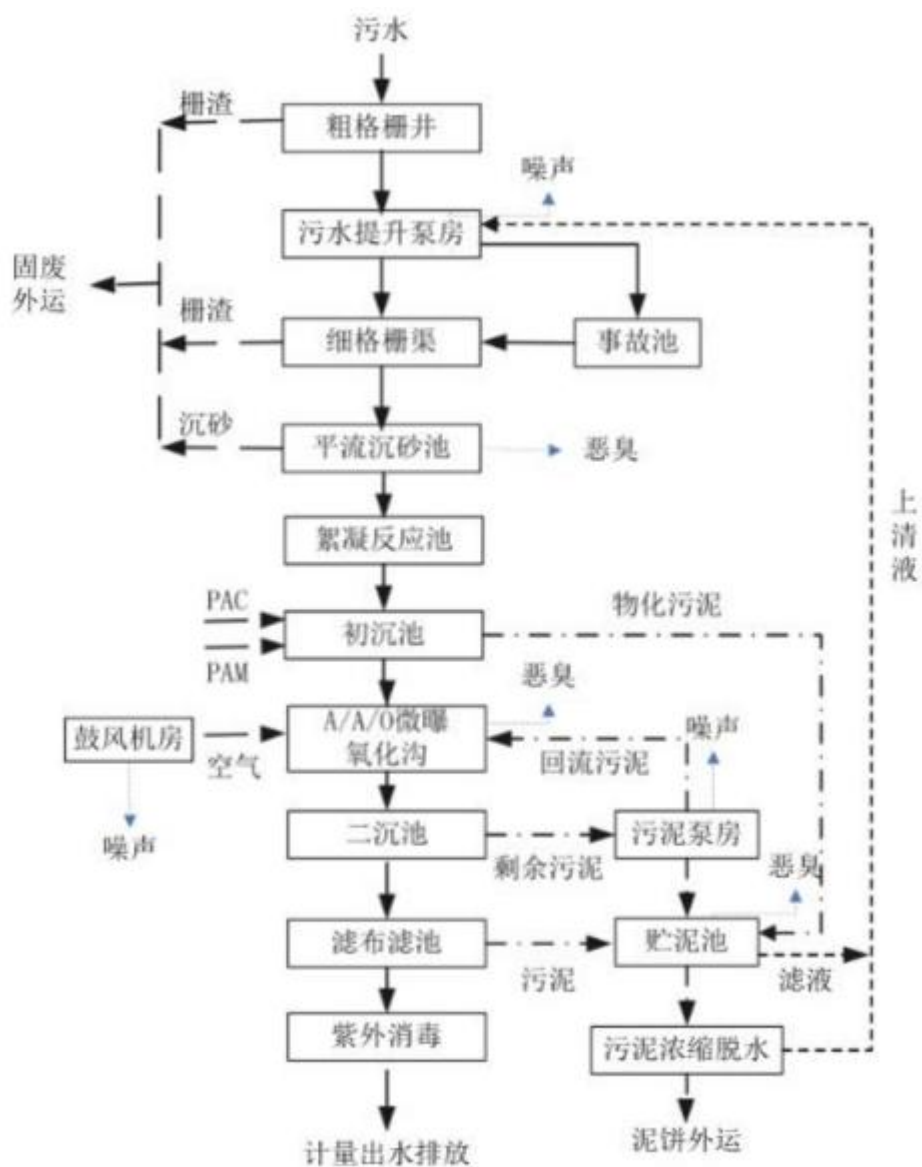 污水
栅渣
粗格栅井
噪声
污水提升泵房
固废
外运
栅渣
细格栅渠
事故池
沉砂
平流沉砂池
恶臭
上
清
液
絮凝反应池
PAC
物化污泥
初沉池
PAM
恶臭
A/A/O微曝
氧化沟
鼓风机房
空气
回流污泥
噪声
噪声
二沉池
污泥泵房
剩余污泥
恶臭
滤布滤池
贮泥池
污泥
滤液
紫外消毒
污泥浓缩脱水
计量出水排放
泥饼外运